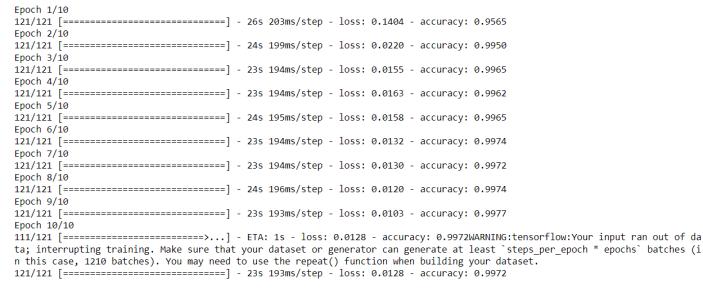 Epoch 1/10
121/121 [==============================] - 26s 203ms/step - loss: 0.1404 - accuracy: 0.9565
Epoch 2/10
121/121 [==============================] - 24s 199ms/step - loss: 0.0220 - accuracy: 0.9950
Epoch 3/10
121/121 [==============================] - 23s 194ms/step - loss: 0.0155 - accuracy: 0.9965
Epoch 4/10
121/121 [==============================] - 23s 194ms/step - loss: 0.0163 - accuracy: 0.9962
Epoch 5/10
121/121 [==============================] - 24s 195ms/step - loss: 0.0158 - accuracy: 0.9965
Epoch 6/10
121/121 [==============================] - 23s 194ms/step - loss: 0.0132 - accuracy: 0.9974
Epoch 7/10
121/121 [==============================] - 23s 194ms/step - loss: 0.0130 - accuracy: 0.9972
Epoch 8/10
121/121 [==============================] - 24s 196ms/step - loss: 0.0120 - accuracy: 0.9974
Epoch 9/10
121/121 [==============================] - 23s 193ms/step - loss: 0.0103 - accuracy: 0.9977
Epoch 10/10
111/121 [==========================>...] - ETA: 1s - loss: 0.0128 - accuracy: 0.9972WARNING:tensorflow:Your input ran out of da
ta; interrupting training. Make sure that your dataset or generator can generate at least `steps_per_epoch * epochs` batches (i
n this case, 1210 batches). You may need to use the repeat() function when building your dataset.
121/121 [==============================] - 23s 193ms/step - loss: 0.0128 - accuracy: 0.9972